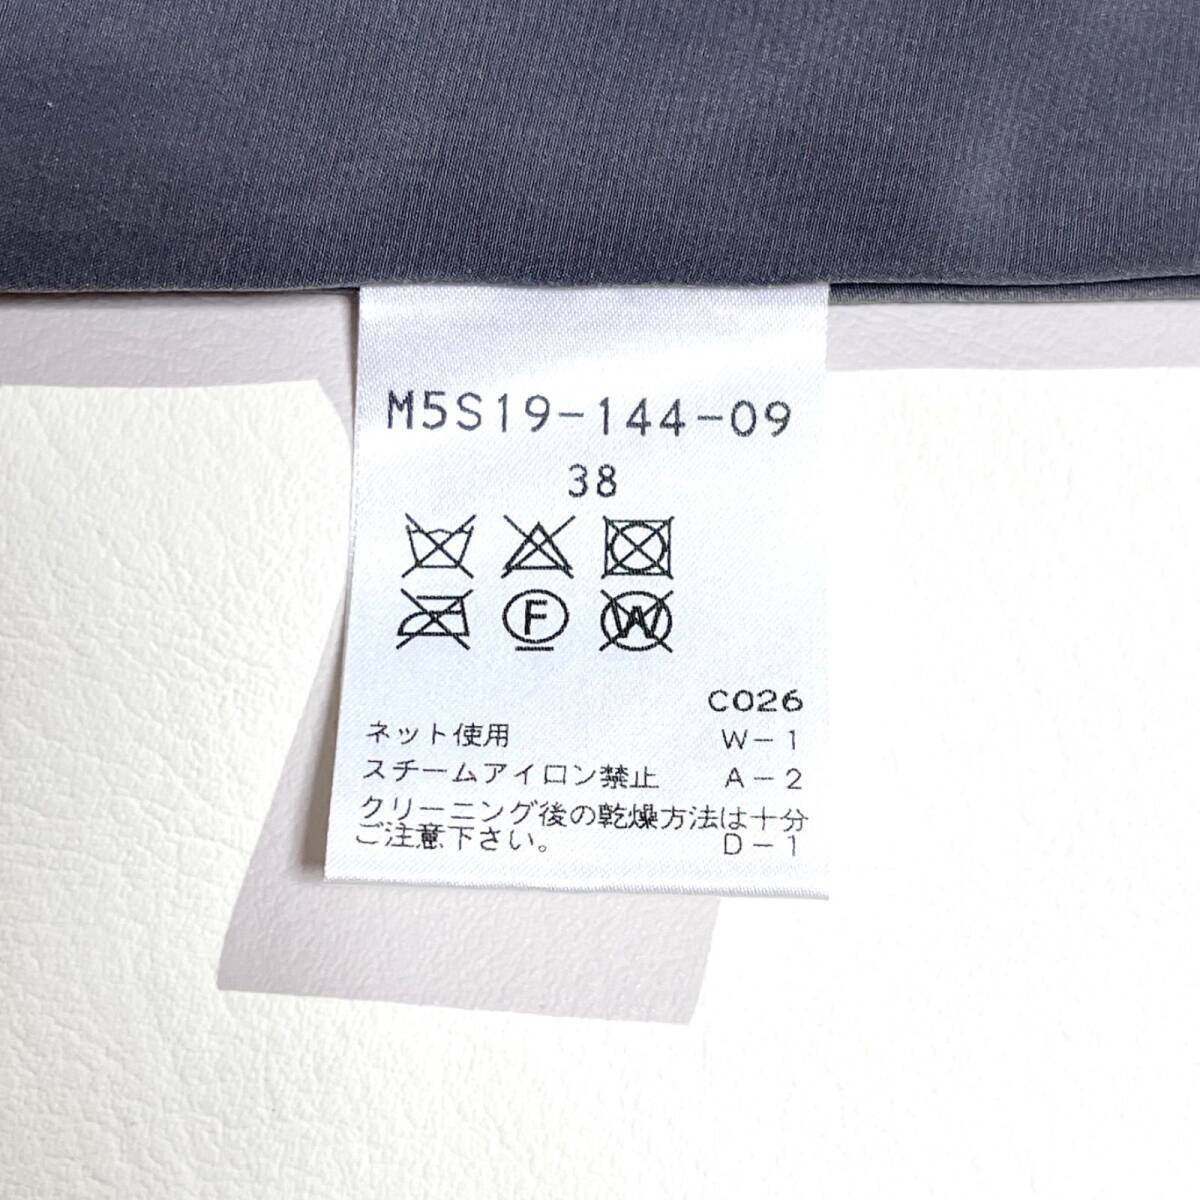 M5S19-144-09
38
F
W
C026
ネット使用 W-1
スチームアイロン禁止 A-2
クリーニング後の乾燥方法は十分
ご注意下さい。 D-1